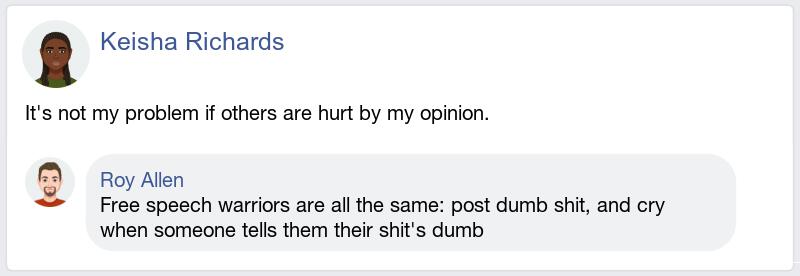 Keisha Richards
It's not my problem if others are hurt by my opinion.
Roy Allen
Free speech warriors are all the same: post dumb shit, and cry
when someone tells them their shit's dumb